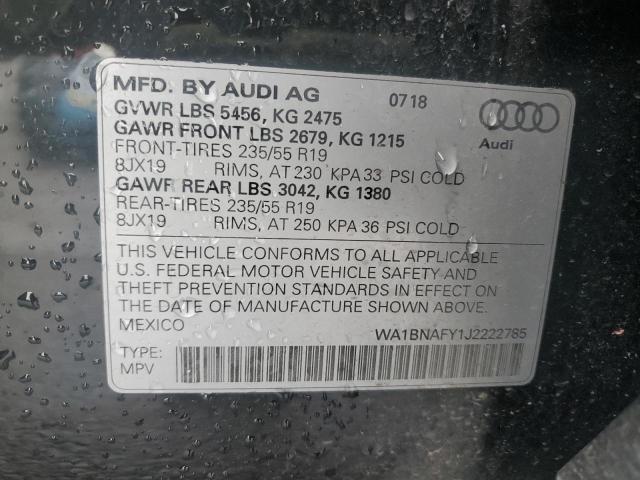 MFD. BY AUDI AG 07 18
GVWR LBS 5456, KG 2475
GAWR FRONT LBS 2679, KG 1215
FRONT-TIRES 235/55 R19
8JX19 RIMS, AT 230 KPA 33 PSI COLD
GAWR REAR LBS 3042, KG 1380
REAR-TIRES 235/55 R19
8JX19 RIMS, AT 250 KPA 36 PSI COLD
Audi
THIS VEHICLE CONFORMS TO ALL APPLICABLE
U.S. FEDERAL MOTOR VEHICLE SAFETY AND
THEFT PREVENTION STANDARDS IN EFFECT ON
THE DATE OF MANUFACTURE SHOWN ABOVE.
MEXICO WA1BNAFY1J2222785
TYPE:
MPV